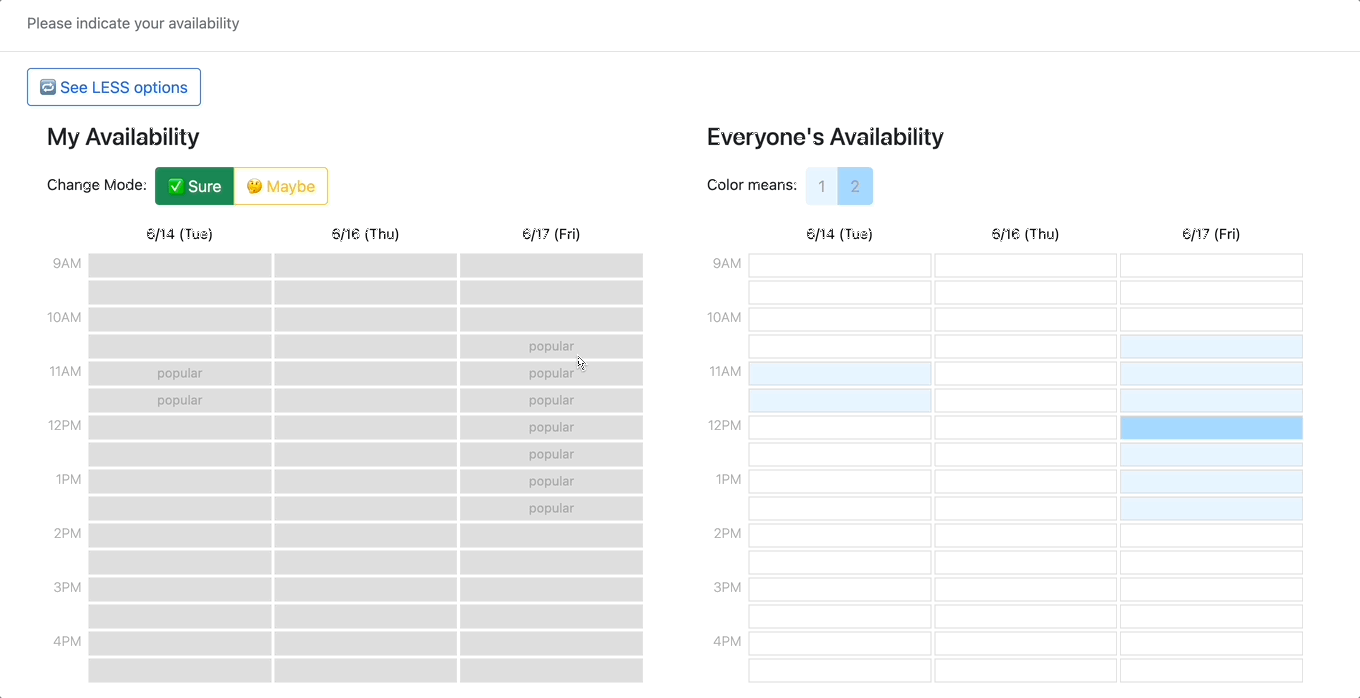 Please indicate your availability
🔁 See LESS options
My Availability
Change Mode: ✅ Sure 🤔 Maybe
6/14 (Tue) 6/16 (Thu) 6/17 (Fri)
9AM
10AM
popular
11AM popular popular
popular popular
12PM popular
popular
1PM popular
popular
2PM
3PM
4PM
Everyone's Availability
Color means: 1 2
6/14 (Tue) 6/16 (Thu) 6/17 (Fri)
9AM
10AM
11AM
12PM
1PM
2PM
3PM
4PM